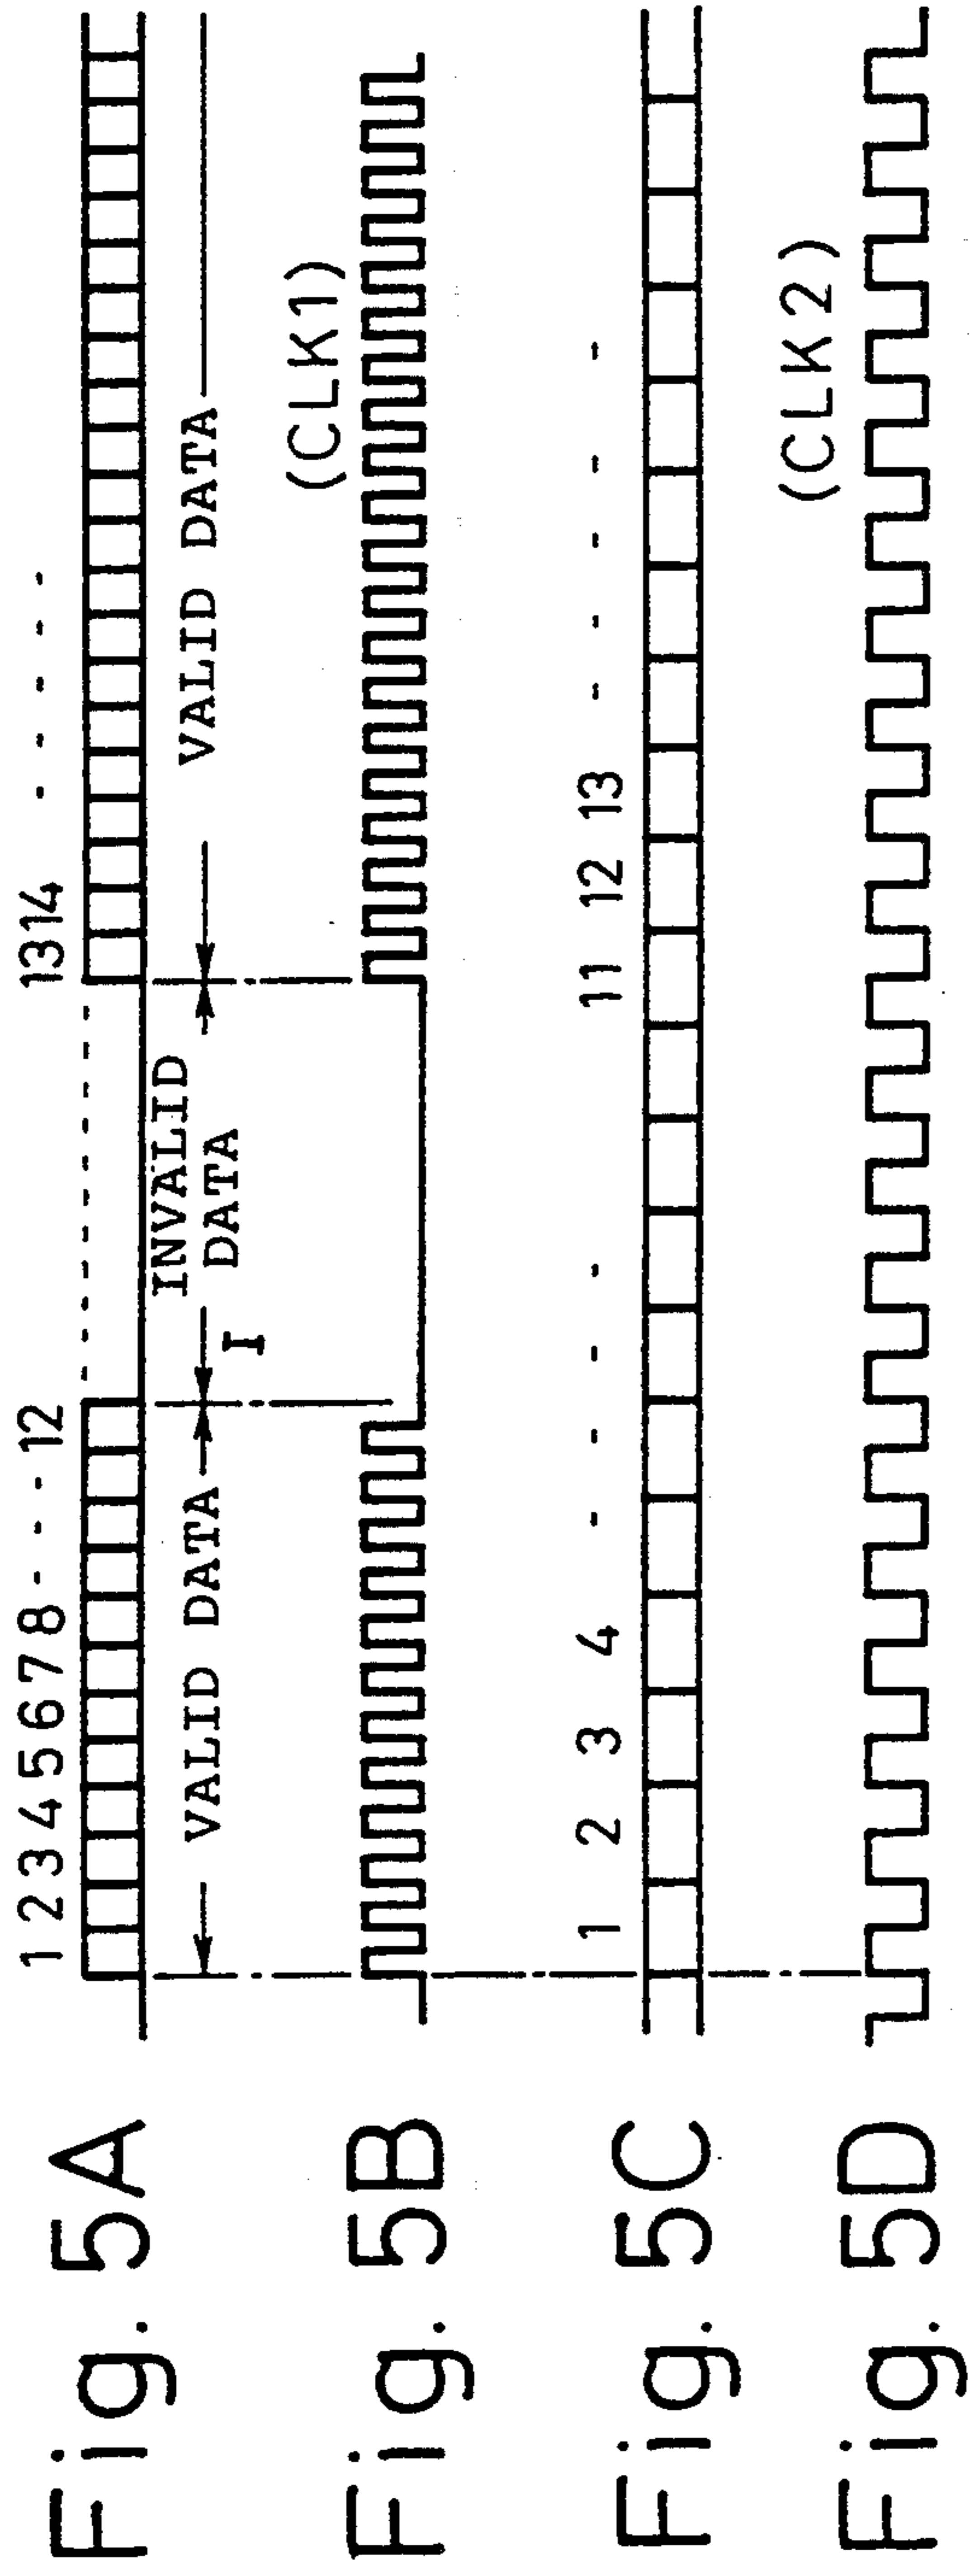 Fig. 5A
1 2 3 4 5 6 7 8 - - - 12
13 14 - - - - -
VALID DATA
INVALID
DATA
I
VALID DATA
Fig. 5B
(CLK1)
Fig. 5C
1 2 3 4 - - - -
11 12 13 - - - - -
Fig. 5D
(CLK2)